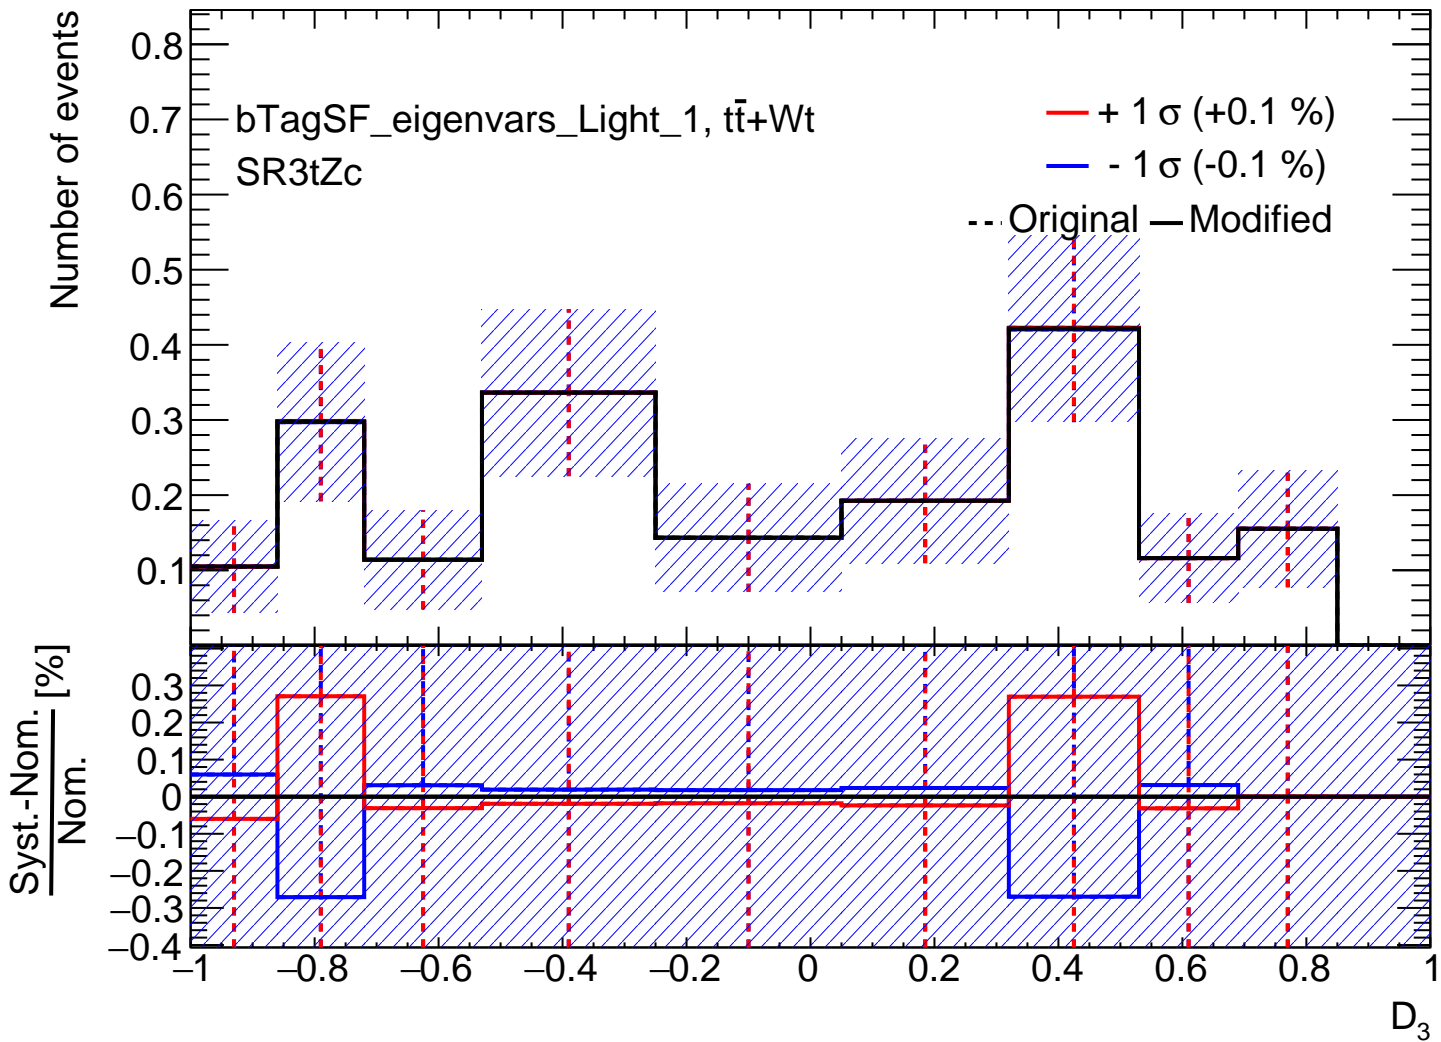 Number of events
0.8
0.7
0.6
0.5
0.4
0.3
0.2
0.1
bTagSF_eigenvars_Light_1, tt̄+Wt
SR3tZc
+ 1 σ (+0.1 %)
- 1 σ (-0.1 %)
Original Modified
Syst.-Nom.
Nom.
[%]
0.3
0.2
0.1
0
−0.1
−0.2
−0.3
−0.4
−1 −0.8 −0.6 −0.4 −0.2 0 0.2 0.4 0.6 0.8 1
D₃